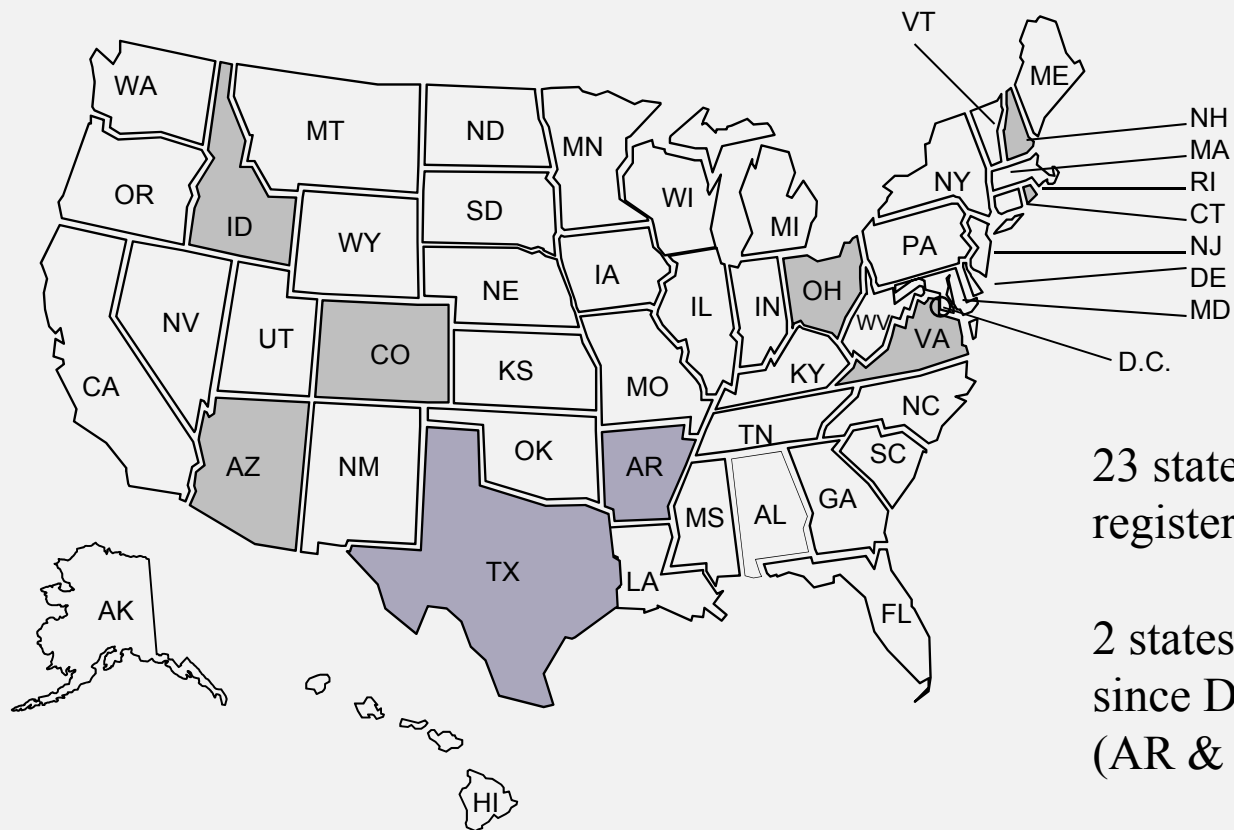 VT
ME
WA
NH
MT
ND
MN
MA
OR
NY
RI
ID
SD
WI
CT
WY
MI
PA
NJ
IA
NE
OH
DE
NV
IL
IN
MD
UT
CO
WV
VA
D.C.
CA
KS
MO
KY
NC
TN
AZ
NM
OK
AR
SC
23 state
register
MS
AL
GA
TX
LA
AK
FL
2 states
since D
(AR &
HI